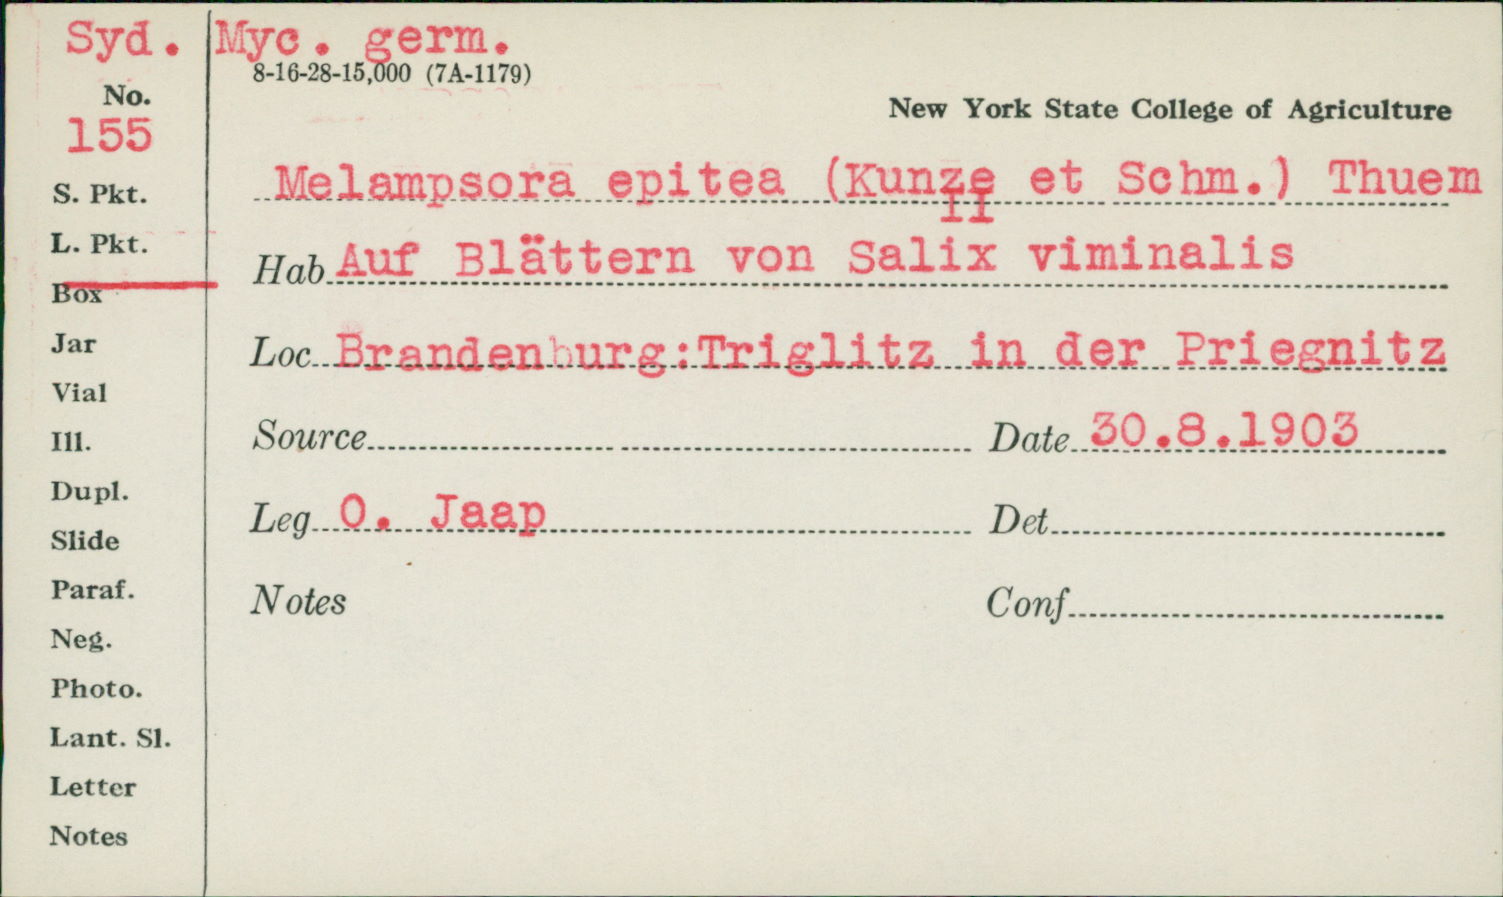 Syd. Myc. germ.
8-16-28-15,000 (7A-1179)
No.
155
New York State College of Agriculture
Melampsora epitea (Kunze et Schm.) Thuem
II
S. Pkt.
L. Pkt.
Box
Jar
Vial
Ill.
Dupl.
Slide
Paraf.
Neg.
Photo.
Lant. Sl.
Letter
Notes
Hab Auf Blättern von Salix viminalis
Loc Brandenburg:Triglitz in der Priegnitz
Source Date 30.8.1903
Leg O. Jaap Det
Notes Conf